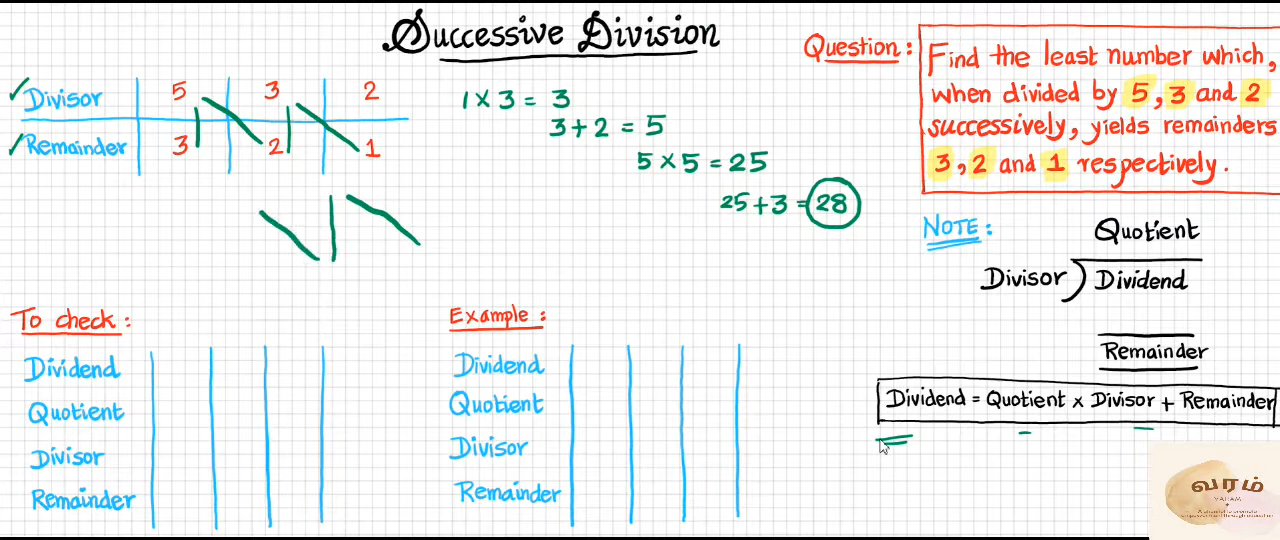 Successive Division
Divisor 5 3 2
Remainder 3 2 1
1 × 3 = 3
3 + 2 = 5
5 × 5 = 25
25 + 3 = 28
Question:
Find the least number which,
when divided by 5, 3 and 2
successively, yields remainders
3, 2 and 1 respectively.
NOTE:
Quotient
Divisor) Dividend
Remainder
Dividend = Quotient × Divisor + Remainder
To check:
Dividend
Quotient
Divisor
Remainder
Example:
Dividend
Quotient
Divisor
Remainder
வரம்
VARAM